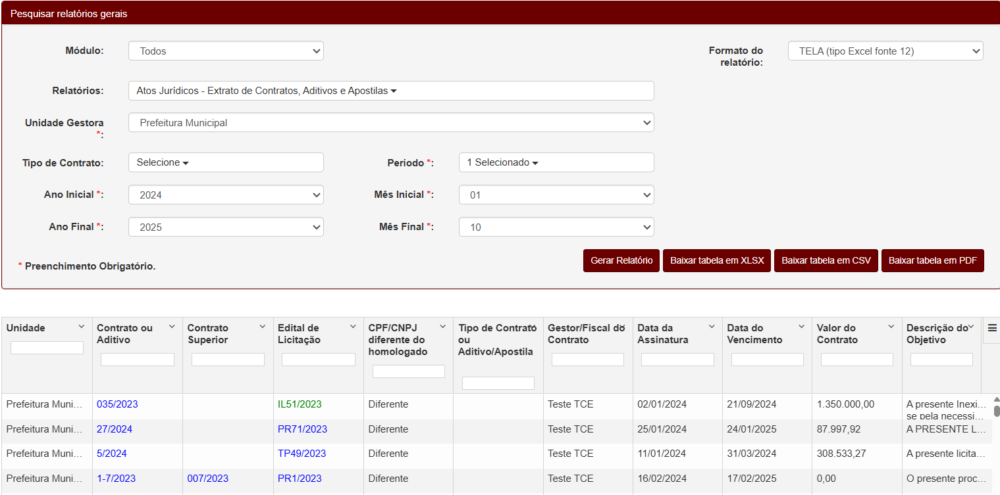 Pesquisar relatórios gerais
Módulo: Todos Formato do relatório: TELA (tipo Excel fonte 12)
Relatórios: Atos Jurídicos - Extrato de Contratos, Aditivos e Apostilas
Unidade Gestora *: Prefeitura Municipal
Tipo de Contrato: Selecione Período *: 1 Selecionado
Ano Inicial *: 2024 Mês Inicial *: 01
Ano Final *: 2025 Mês Final *: 10
* Preenchimento Obrigatório. Gerar Relatório Baixar tabela em XLSX Baixar tabela em CSV Baixar tabela em PDF
Unidade
Contrato ou
Aditivo
Contrato
Superior
Edital de
Licitação
CPF/CNPJ
diferente do
homologado
Tipo de Contrato
ou
Aditivo/Apostila
Gestor/Fiscal do
Contrato
Data da
Assinatura
Data do
Vencimento
Valor do
Contrato
Descrição do
Objetivo
Prefeitura Muni... 035/2023 IL51/2023 Diferente Teste TCE 02/01/2024 21/09/2024 1.350.000,00 A presente Inexi...
se pela necessi...
Prefeitura Muni... 27/2024 PR71/2023 Diferente Teste TCE 25/01/2024 24/01/2025 87.997,92 A PRESENTE L...
Prefeitura Muni... 5/2024 TP49/2023 Diferente Teste TCE 11/01/2024 31/03/2024 308.533,27 A presente licita...
Prefeitura Muni... 1-7/2023 007/2023 PR1/2023 Diferente Teste TCE 16/02/2024 17/02/2025 0,00 O presente proc...